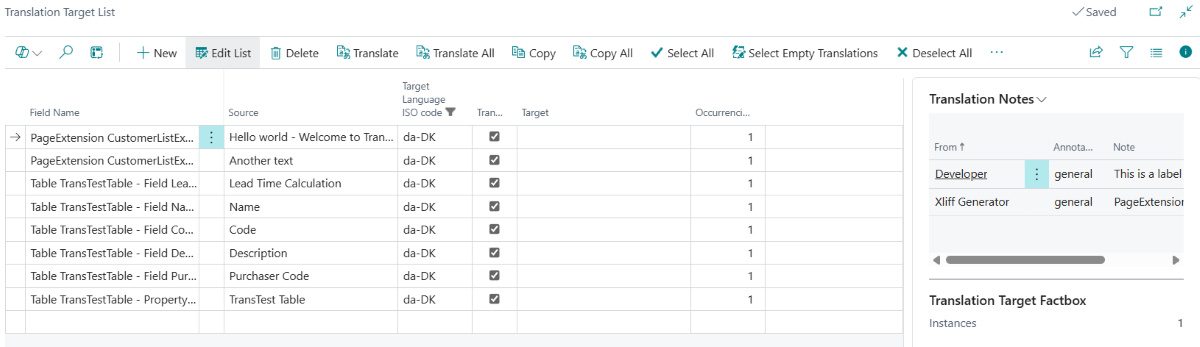 Translation Target List
Saved
New
Edit List
Delete
Translate
Translate All
Copy
Copy All
Select All
Select Empty Translations
Deselect All
Field Name
Source
Target
Language
ISO code
Tran...
Target
Occurrenci...
PageExtension CustomerListEx...
Hello world - Welcome to Tran...
da-DK
1
PageExtension CustomerListEx...
Another text
da-DK
1
Table TransTestTable - Field Lea...
Lead Time Calculation
da-DK
1
Table TransTestTable - Field Na...
Name
da-DK
1
Table TransTestTable - Field Co...
Code
da-DK
1
Table TransTestTable - Field De...
Description
da-DK
1
Table TransTestTable - Field Pur...
Purchaser Code
da-DK
1
Table TransTestTable - Property...
TransTest Table
da-DK
1
Translation Notes
From ↑
Annota...
Note
Developer
general
This is a label
Xliff Generator
general
PageExtension
Translation Target Factbox
Instances
1